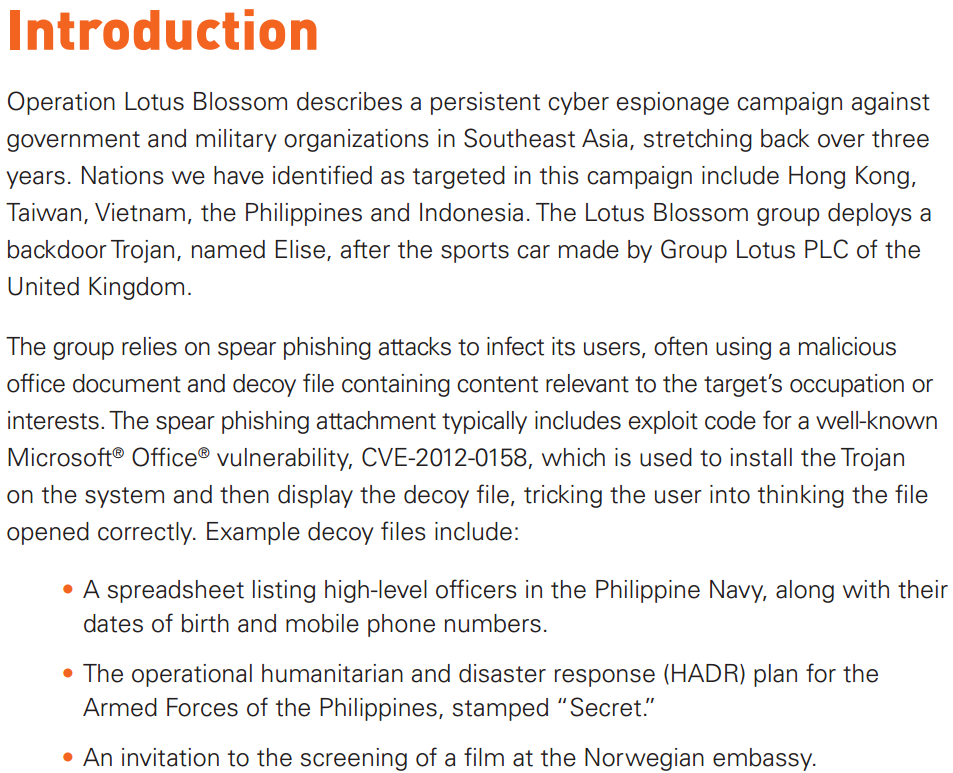 Introduction
Operation Lotus Blossom describes a persistent cyber espionage campaign against
government and military organizations in Southeast Asia, stretching back over three
years. Nations we have identified as targeted in this campaign include Hong Kong,
Taiwan, Vietnam, the Philippines and Indonesia. The Lotus Blossom group deploys a
backdoor Trojan, named Elise, after the sports car made by Group Lotus PLC of the
United Kingdom.
The group relies on spear phishing attacks to infect its users, often using a malicious
office document and decoy file containing content relevant to the target’s occupation or
interests. The spear phishing attachment typically includes exploit code for a well-known
Microsoft® Office® vulnerability, CVE-2012-0158, which is used to install the Trojan
on the system and then display the decoy file, tricking the user into thinking the file
opened correctly. Example decoy files include:
• A spreadsheet listing high-level officers in the Philippine Navy, along with their
dates of birth and mobile phone numbers.
• The operational humanitarian and disaster response (HADR) plan for the
Armed Forces of the Philippines, stamped “Secret.”
• An invitation to the screening of a film at the Norwegian embassy.